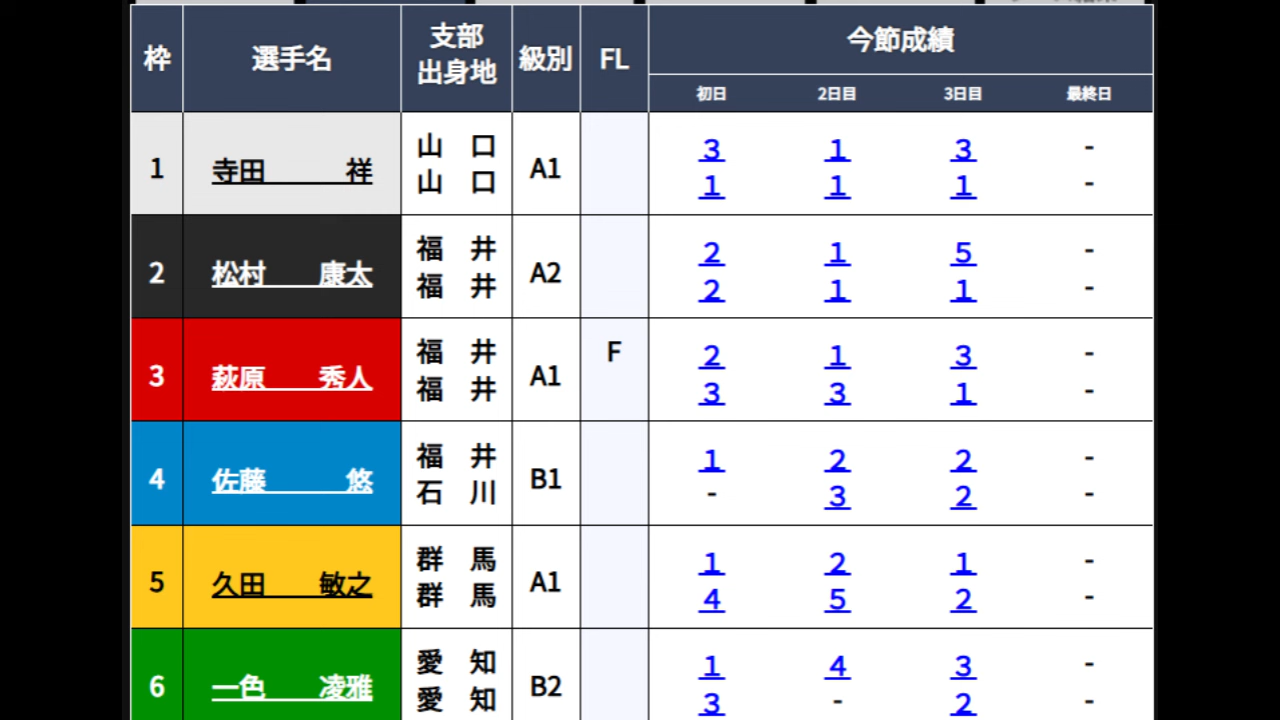 枠 選手名 支部 級別 FL 今節成績
出身地
初日 2日目 3日目 最終日
1 寺田 祥 山 口 A1 3 1 3 -
山 口 1 1 1 -
2 松村 康太 福 井 A2 2 1 5 -
福 井 2 1 1 -
3 萩原 秀人 福 井 A1 F 2 1 3 -
福 井 3 3 1 -
4 佐藤 悠 福 井 B1 1 2 2 -
石 川 - 3 2 -
5 久田 敏之 群 馬 A1 1 2 1 -
群 馬 4 5 2 -
6 一色 凌雅 愛 知 B2 1 4 3 -
愛 知 3 - 2 -